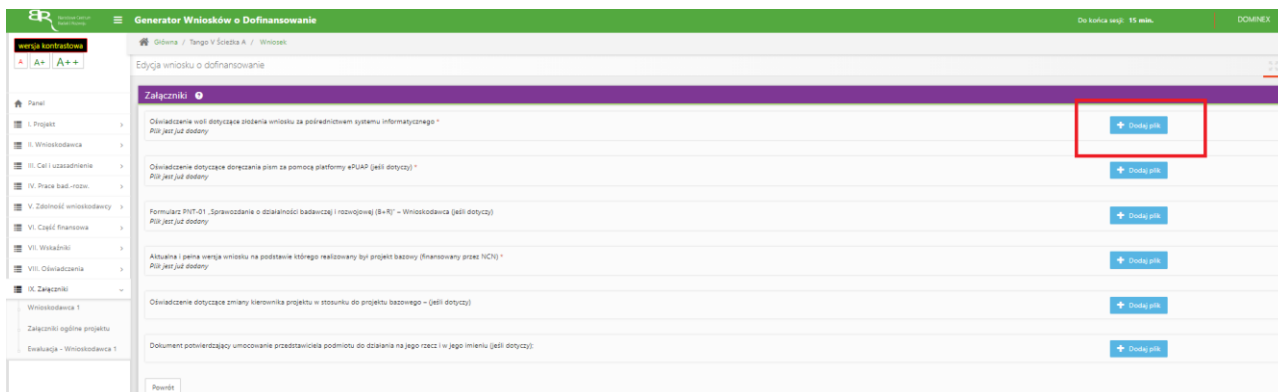 Narodowe Centrum
Badań i Rozwoju
Generator Wniosków o Dofinansowanie
Do końca sesji: 15 min.
DOMINEX
wersja kontrastowa
A A+ A++
Główna / Tango V Ścieżka A / Wniosek
Edycja wniosku o dofinansowanie
Panel
I. Projekt
II. Wnioskodawca
III. Cel i uzasadnienie
IV. Prace bad.-rozw.
V. Zdolność wnioskodawcy
VI. Część finansowa
VII. Wskaźniki
VIII. Oświadczenia
IX. Załączniki
Wnioskodawca 1
Załączniki ogólne projektu
Ewaluacja - Wnioskodawca 1
Załączniki
Oświadczenie woli dotyczące złożenia wniosku za pośrednictwem systemu informatycznego *
Plik jest już dodany
+ Dodaj plik
Oświadczenie dotyczące doręczania pism za pomocą platformy ePUAP (jeśli dotyczy) *
Plik jest już dodany
+ Dodaj plik
Formularz PNT-01 „Sprawozdanie o działalności badawczej i rozwojowej (B+R)” – Wnioskodawca (jeśli dotyczy)
Plik jest już dodany
+ Dodaj plik
Aktualna i pełna wersja wniosku na podstawie którego realizowany był projekt bazowy (finansowany przez NCN) *
Plik jest już dodany
+ Dodaj plik
Oświadczenie dotyczące zmiany kierownika projektu w stosunku do projektu bazowego – (jeśli dotyczy)
+ Dodaj plik
Dokument potwierdzający umocowanie przedstawiciela podmiotu do działania na jego rzecz i w jego imieniu (jeśli dotyczy);
+ Dodaj plik
Powrót